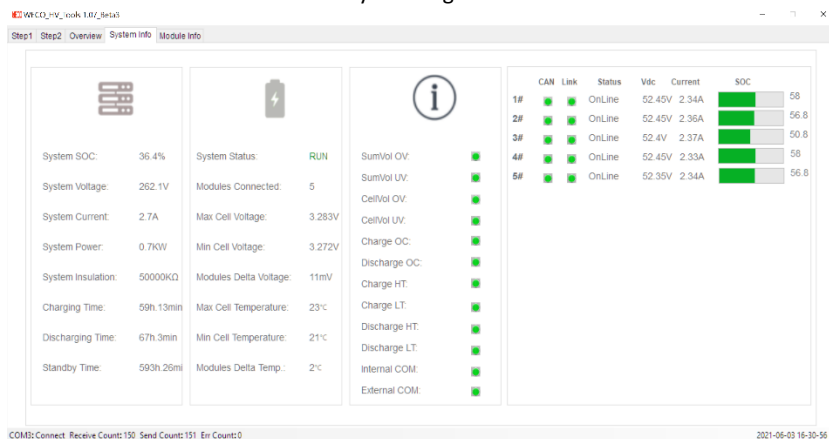 WECO_HV_Tools 1.07_Beta3
Step1 Step2 Overview System Info Module Info
System SOC: 36.4%
System Voltage: 262.1V
System Current: 2.7A
System Power: 0.7KW
System Insulation: 50000KΩ
Charging Time: 59h.13min
Discharging Time: 67h.3min
Standby Time: 593h.26mi
System Status: RUN
Modules Connected: 5
Max Cell Voltage: 3.283V
Min Cell Voltage: 3.272V
Modules Delta Voltage: 11mV
Max Cell Temperature: 23℃
Min Cell Temperature: 21℃
Modules Delta Temp.: 2℃
i
SumVol OV:
SumVol UV:
CellVol OV:
CellVol UV:
Charge OC:
Discharge OC:
Charge HT:
Charge LT:
Discharge HT:
Discharge LT:
Internal COM:
External COM:
CAN Link Status Vdc Current SOC
1# OnLine 52.45V 2.34A 58
2# OnLine 52.45V 2.36A 56.8
3# OnLine 52.4V 2.37A 50.8
4# OnLine 52.45V 2.33A 58
5# OnLine 52.35V 2.34A 56.8
COM3: Connect Receive Count: 150 Send Count: 151 Err Count: 0
2021-06-03 16-30-56